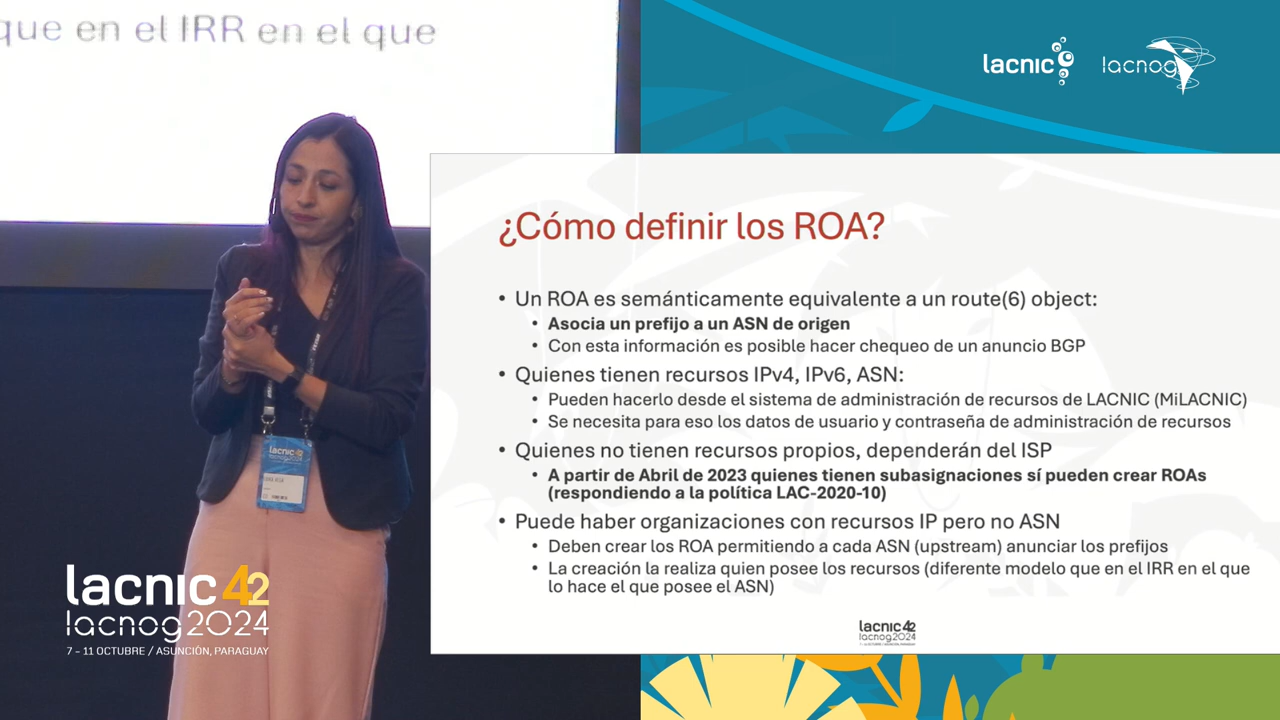 que en el IRR en el que
lacnic
lacnog
¿Cómo definir los ROA?
• Un ROA es semánticamente equivalente a un route(6) object:
• Asocia un prefijo a un ASN de origen
• Con esta información es posible hacer chequeo de un anuncio BGP
• Quienes tienen recursos IPv4, IPv6, ASN:
• Pueden hacerlo desde el sistema de administración de recursos de LACNIC (MiLACNIC)
• Se necesita para eso los datos de usuario y contraseña de administración de recursos
• Quienes no tienen recursos propios, dependerán del ISP
• A partir de Abril de 2023 quienes tienen subasignaciones sí pueden crear ROAs
(respondiendo a la política LAC-2020-10)
• Puede haber organizaciones con recursos IP pero no ASN
• Deben crear los ROA permitiendo a cada ASN (upstream) anunciar los prefijos
• La creación la realiza quien posee los recursos (diferente modelo que en el IRR en el que
lo hace el que posee el ASN)
lacnic 42
lacnog2024
lacnic 42
lacnic 42
lacnog2024
7 – 11 OCTUBRE / ASUNCIÓN, PARAGUAY